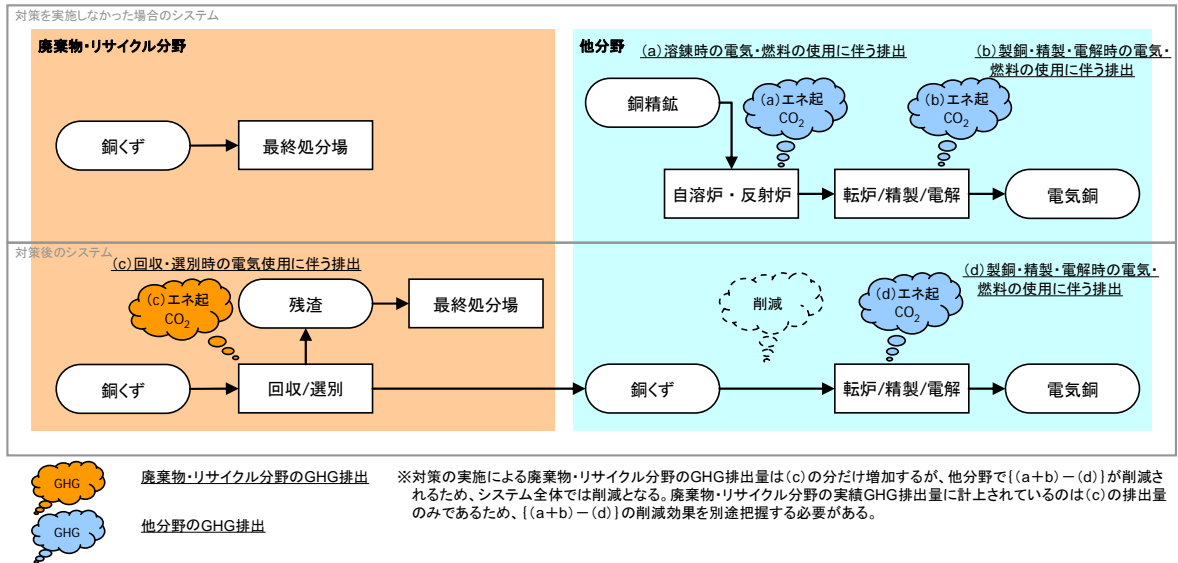 対策を実施しなかった場合のシステム
廃棄物・リサイクル分野
他分野
(a)溶錬時の電気・燃料の使用に伴う排出
(b)製銅・精製・電解時の電気・
燃料の使用に伴う排出
銅くず
最終処分場
銅精鉱
(a)エネ起
CO₂
(b)エネ起
CO₂
自溶炉・反射炉
転炉/精製/電解
電気銅
対策後のシステム
(c)回収・選別時の電気使用に伴う排出
(c)エネ起
CO₂
残渣
最終処分場
削減
(d)エネ起
CO₂
(d)製銅・精製・電解時の電気・
燃料の使用に伴う排出
銅くず
回収/選別
銅くず
転炉/精製/電解
電気銅
GHG
廃棄物・リサイクル分野のGHG排出
GHG
他分野のGHG排出
※対策の実施による廃棄物・リサイクル分野のGHG排出量は(c)の分だけ増加するが、他分野で{(a+b)-(d)}が削減さ
れるため、システム全体では削減となる。廃棄物・リサイクル分野の実績GHG排出量に計上されているのは(c)の排出量
のみであるため、{(a+b)-(d)}の削減効果を別途把握する必要がある。